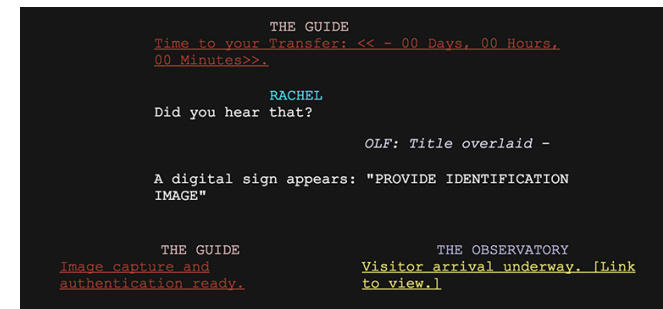 THE GUIDE
Time to your Transfer: << - 00 Days, 00 Hours,
00 Minutes>>.
RACHEL
Did you hear that?
OLF: Title overlaid -
A digital sign appears: "PROVIDE IDENTIFICATION
IMAGE"
THE GUIDE
Image capture and
authentication ready.
THE OBSERVATORY
Visitor arrival underway. [Link
to view.]